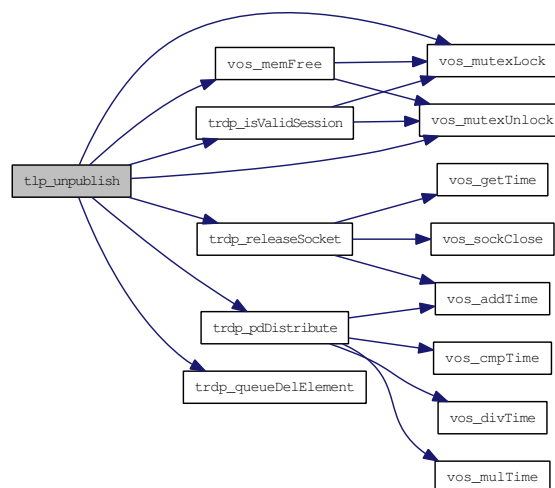 vos_mutexLock
vos_memFree
trdp_isValidSession
vos_mutexUnlock
tlp_unpublish
vos_getTime
trdp_releaseSocket
vos_sockClose
vos_addTime
trdp_pdDistribute
vos_cmpTime
trdp_queueDelElement
vos_divTime
vos_mulTime